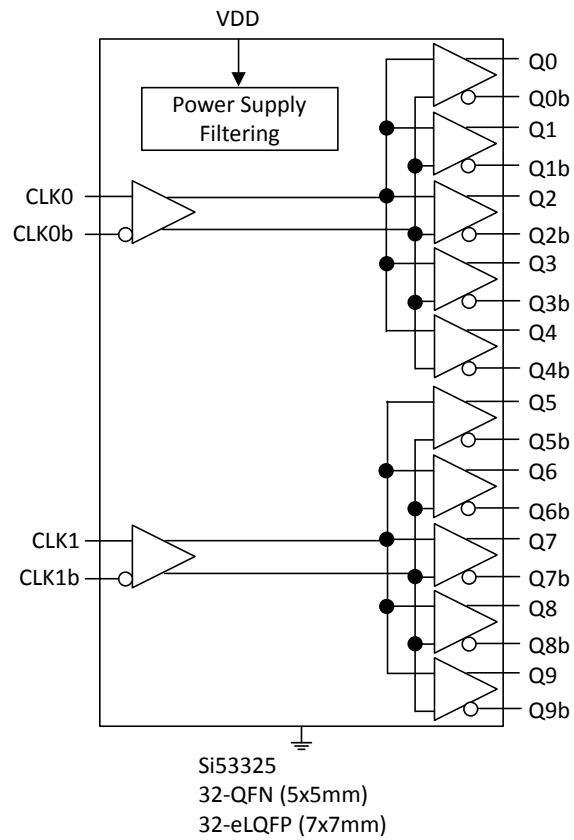 VDD
Power Supply
Filtering
CLK0
CLK0b
Q0
Q0b
Q1
Q1b
Q2
Q2b
Q3
Q3b
Q4
Q4b
Q5
Q5b
Q6
Q6b
CLK1
CLK1b
Q7
Q7b
Q8
Q8b
Q9
Q9b
Si53325
32-QFN (5x5mm)
32-eLQFP (7x7mm)